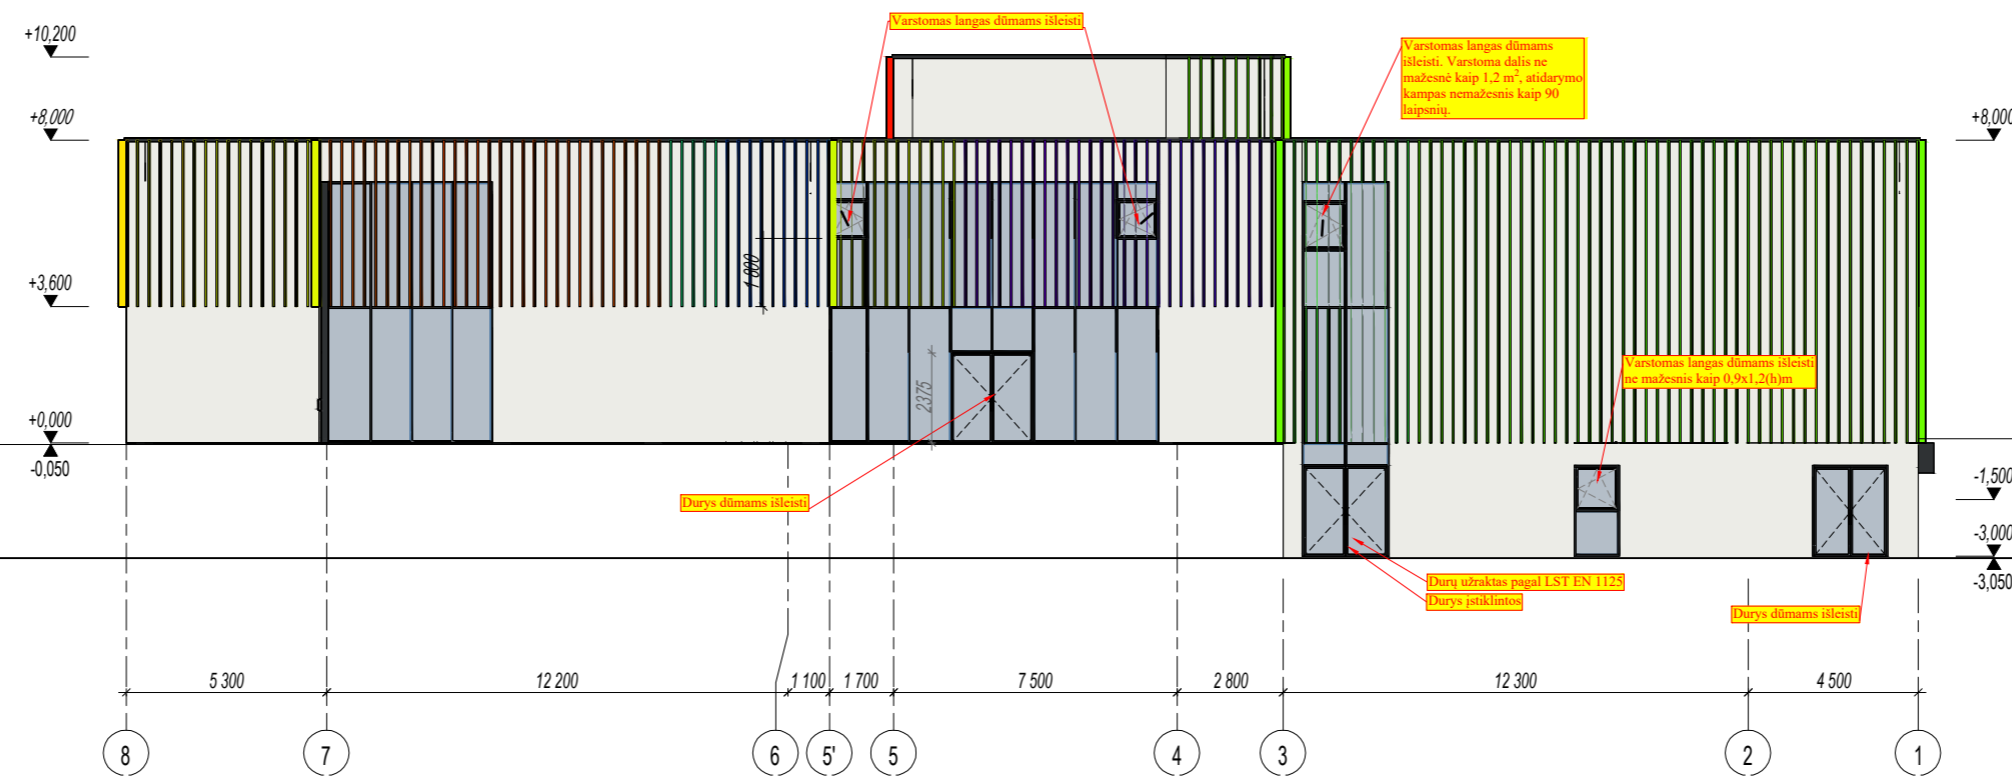 Varstomas langas dūmams išleisti
+10,200
Varstomas langas dūmams
išleisti. Varstoma dalis ne
mažesnė kaip 1,2 m², atidarymo
kampas nemažesnis kaip 90
laipsnių.
+8,000
+8,000
+3,600
1 800
Varstomas langas dūmams išleisti
ne mažesnis kaip 0,9x1,2(h)m
2375
+0,000
-0,050
-1,500
Durys dūmams išleisti
-3,000
-3,050
Durų užraktas pagal LST EN 1125
Durys įstiklintos
Durys dūmams išleisti
5 300
12 200
1 100
1 700
7 500
2 800
12 300
4 500
8
7
6
5'
5
4
3
2
1